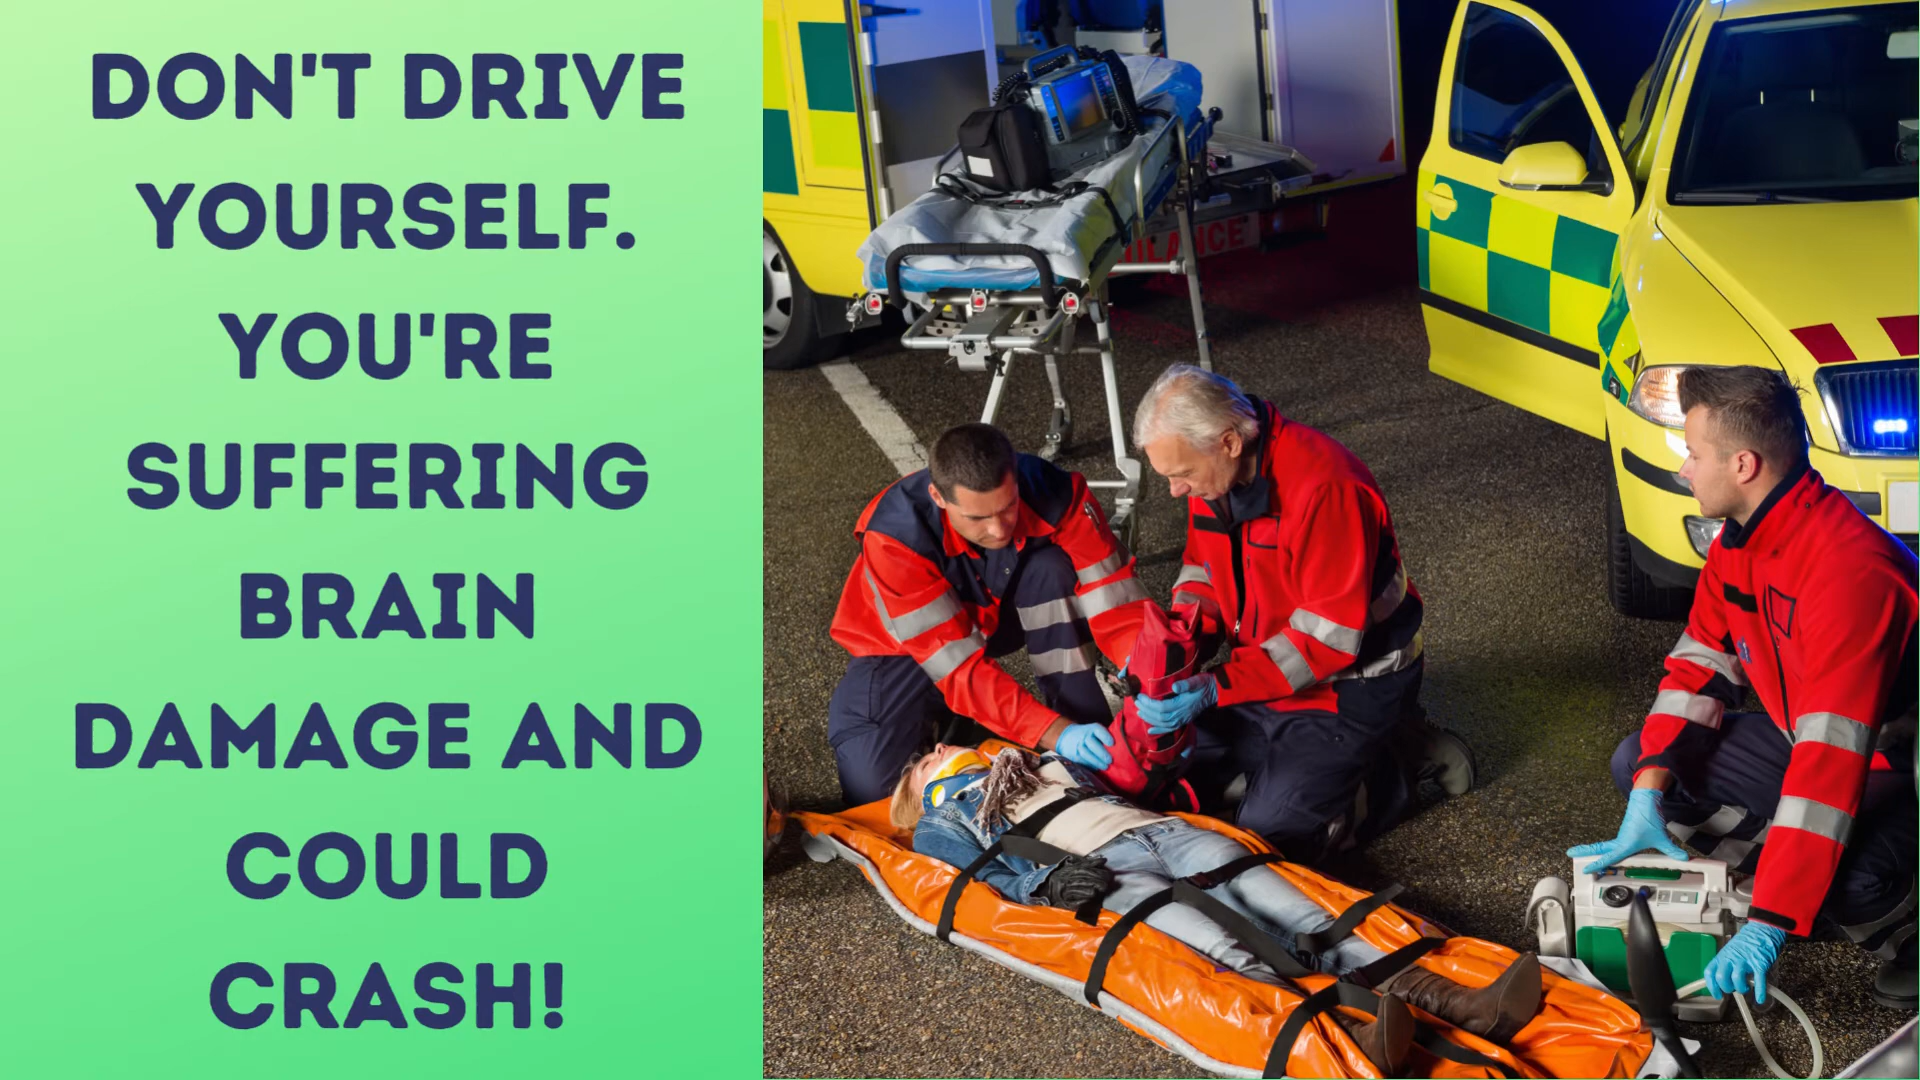 DON'T DRIVE
YOURSELF.
YOU'RE
SUFFERING
BRAIN
DAMAGE AND
COULD
CRASH!